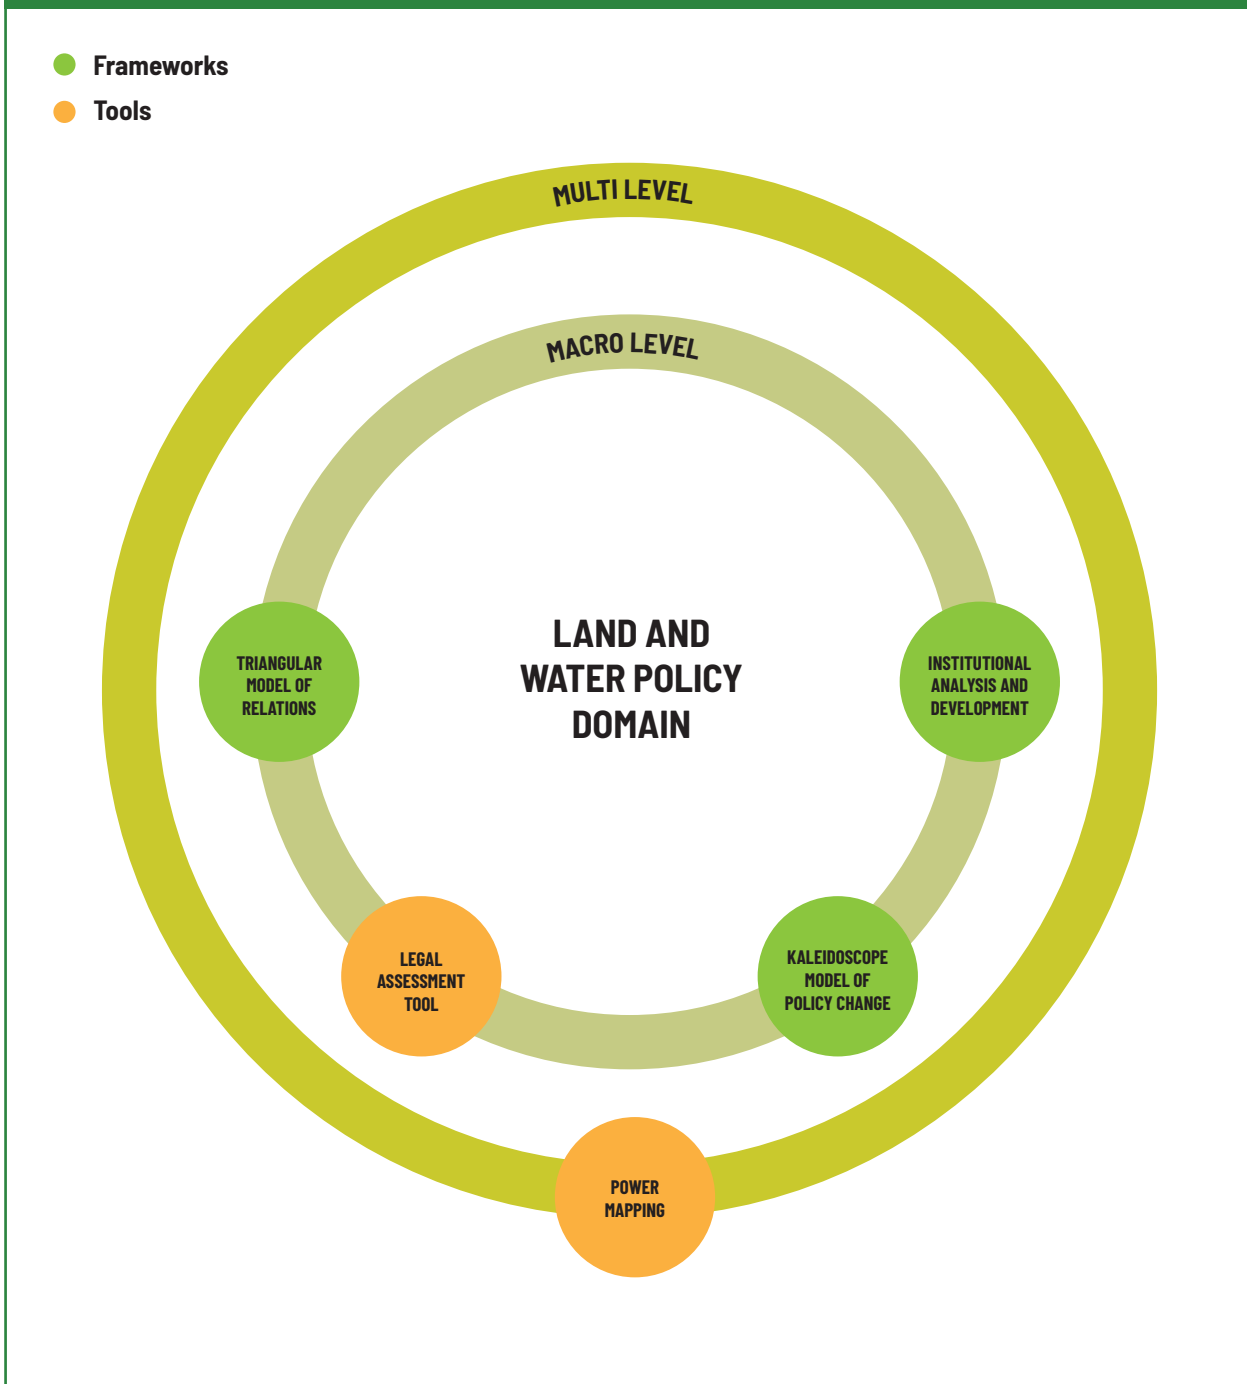 Frameworks
Tools
MULTI LEVEL
MACRO LEVEL
LAND AND
WATER POLICY
DOMAIN
TRIANGULAR
MODEL OF
RELATIONS
INSTITUTIONAL
ANALYSIS AND
DEVELOPMENT
LEGAL
ASSESSMENT
TOOL
KALEIDOSCOPE
MODEL OF
POLICY CHANGE
POWER
MAPPING